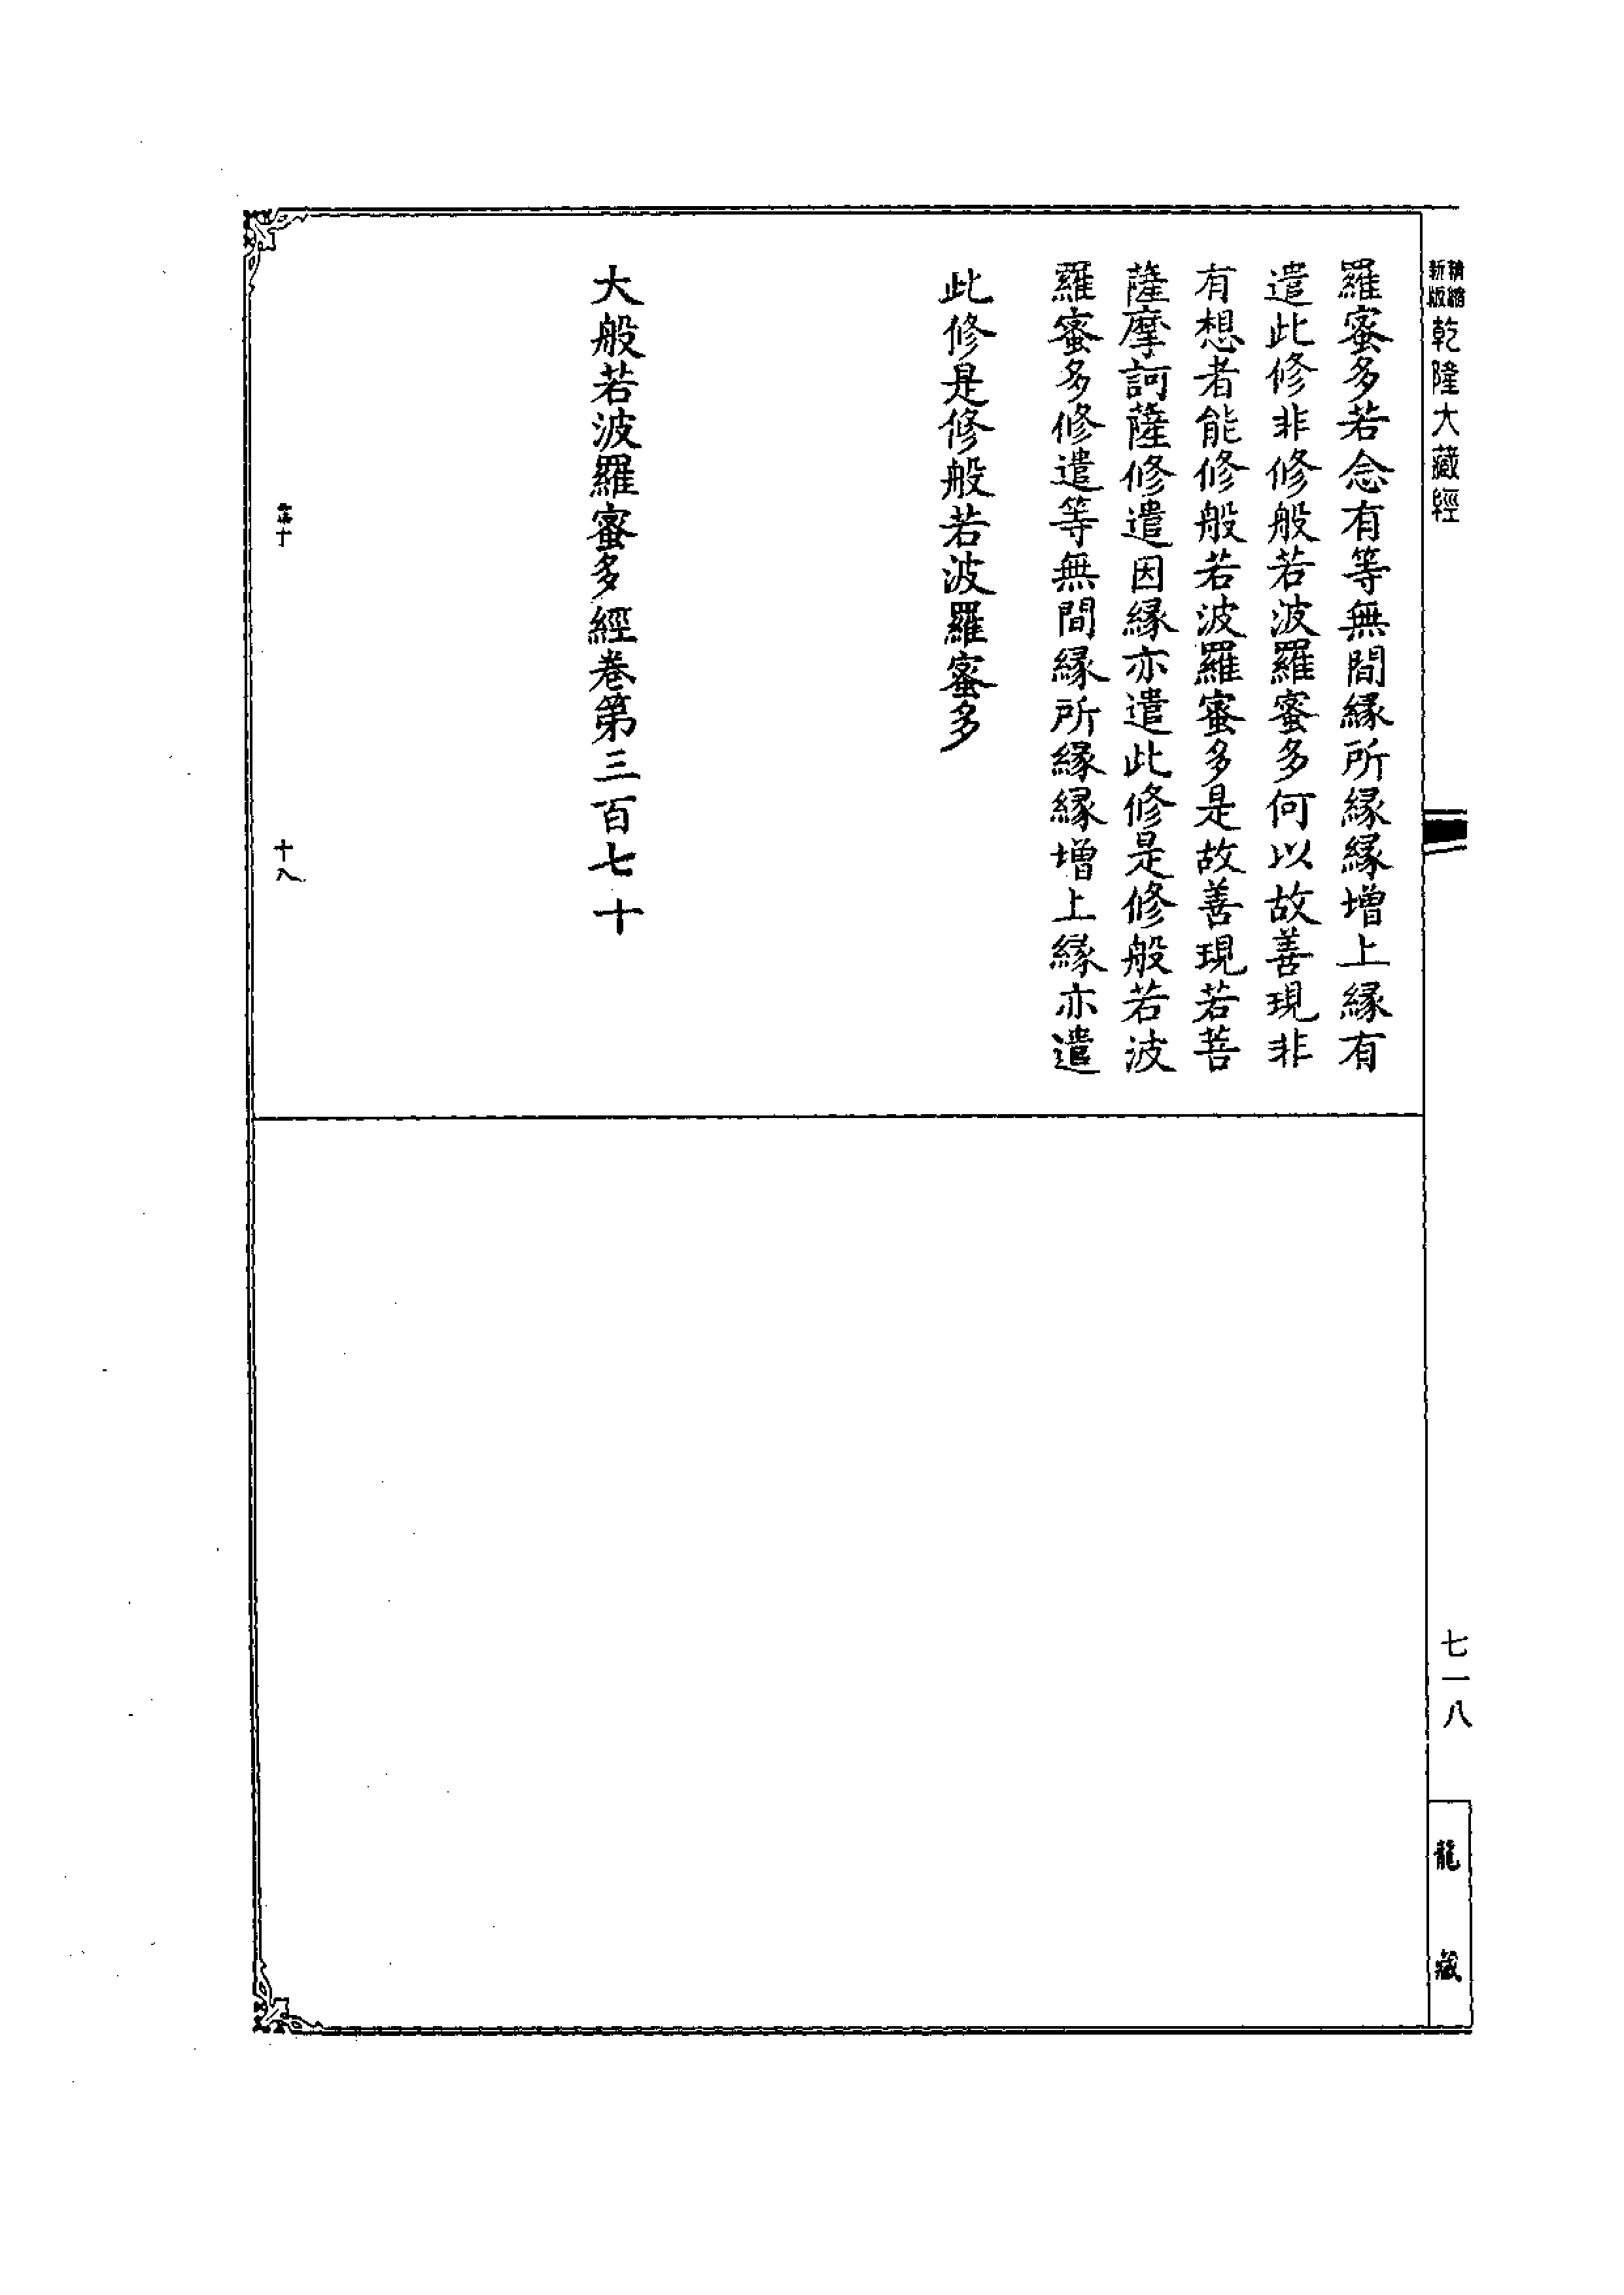 精縮新版 乾隆大藏經
七一八
龍藏
羅蜜多若念有等無間緣所緣緣增上緣有
遣此修非修般若波羅蜜多何以故善現非
有想者能修般若波羅蜜多是故善現若菩
薩摩訶薩修遣因緣亦遣此修是修般若波
羅蜜多修遣等無間緣所緣緣增上緣亦遣
此修是修般若波羅蜜多
大般若波羅蜜多經卷第三百七十
十八